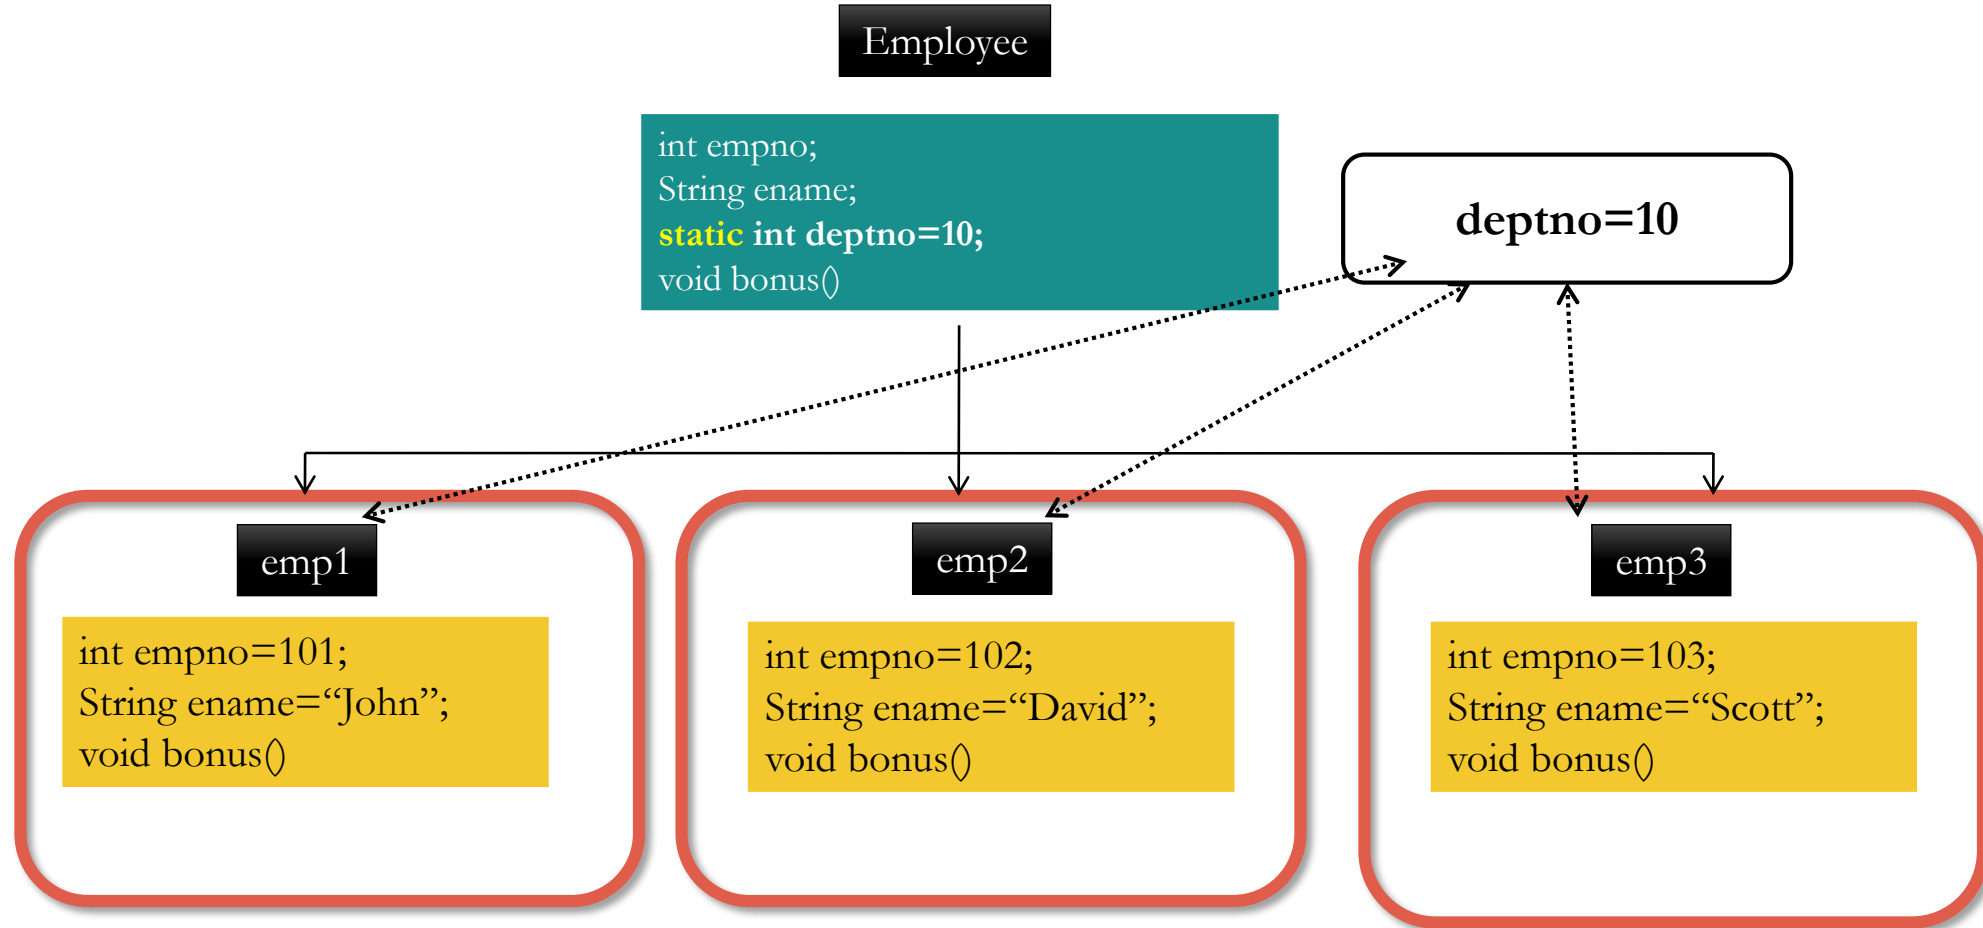 Employee
int empno;
String ename;
static int deptno=10;
void bonus()
deptno=10
emp1
int empno=101;
String ename=“John”;
void bonus()
emp2
int empno=102;
String ename=“David”;
void bonus()
emp3
int empno=103;
String ename=“Scott”;
void bonus()